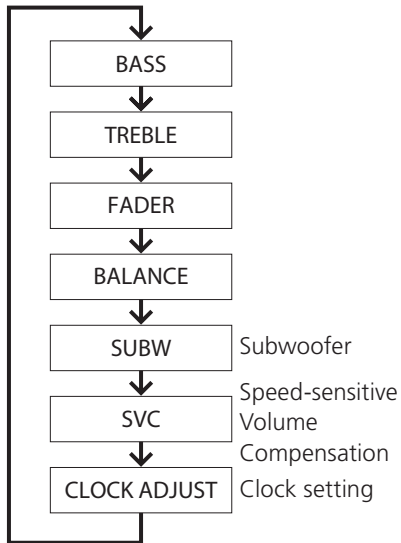 BASS
TREBLE
FADER
BALANCE
SUBW Subwoofer
Speed-sensitive
SVC Volume
Compensation
CLOCK ADJUST Clock setting